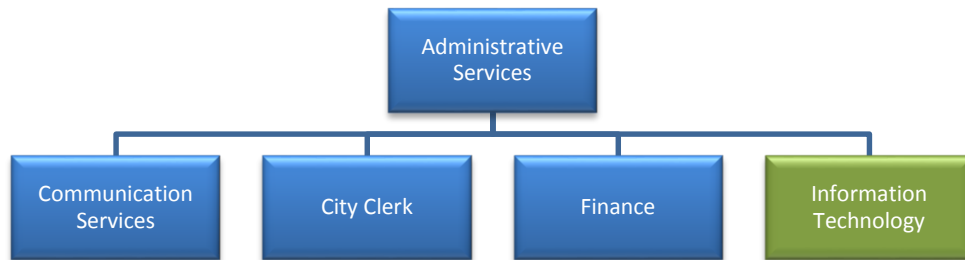 Administrative
Services
Communication
Services
City Clerk
Finance
Information
Technology